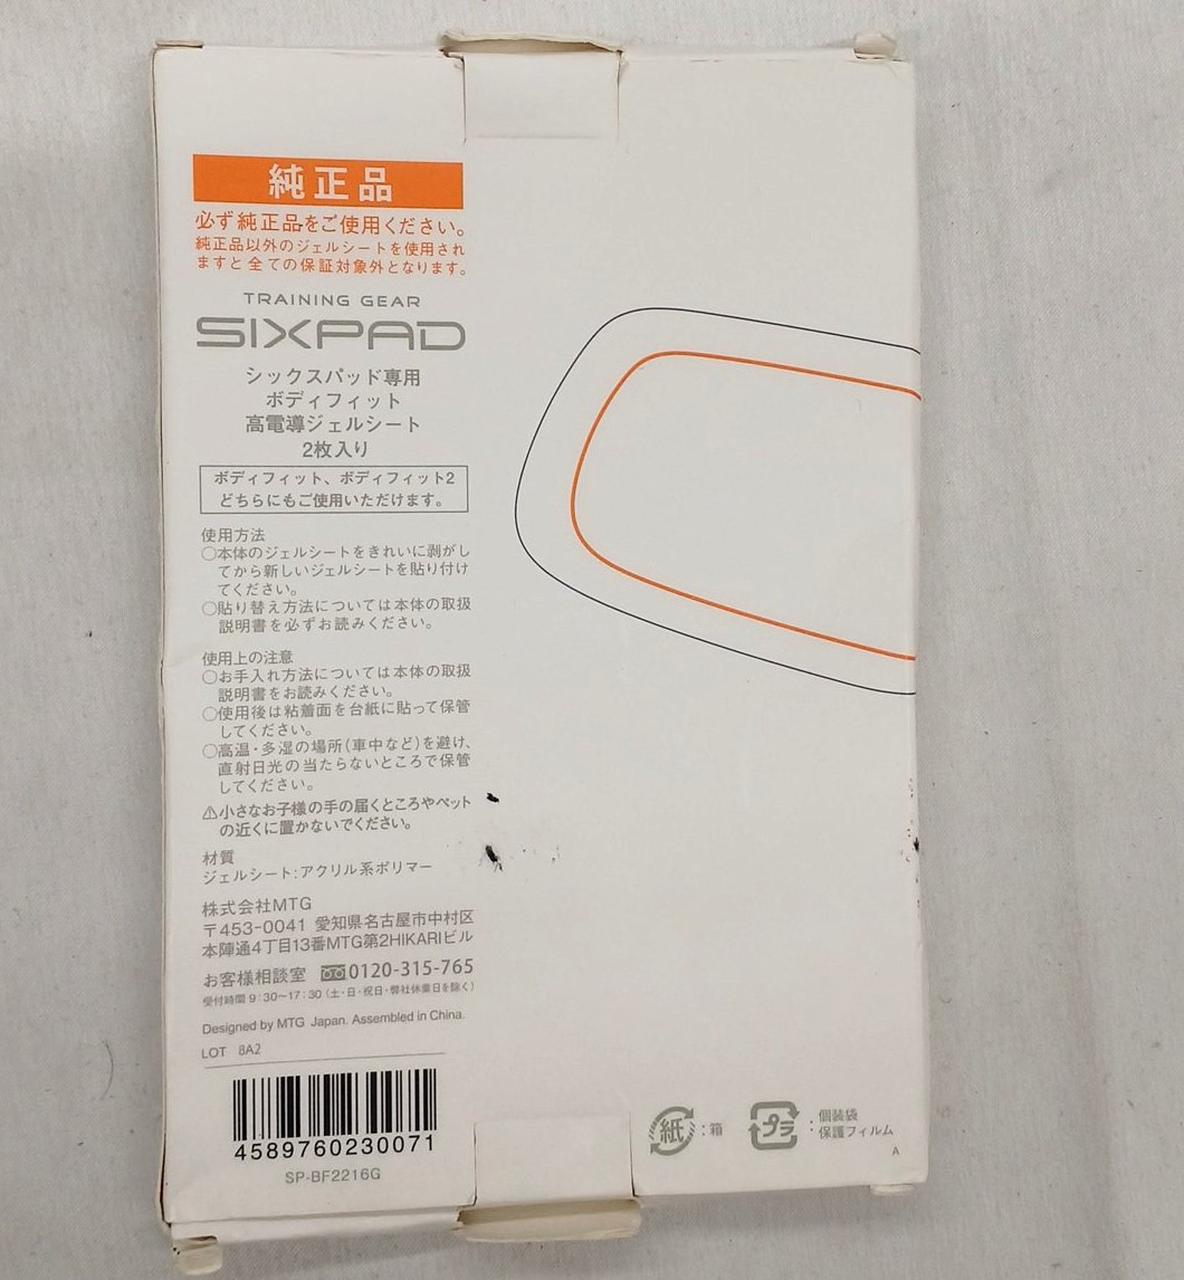 純正品
必ず純正品をご使用ください。
純正品以外のジェルシートを使用され
ますと全ての保証対象外となります。
TRAINING GEAR
SIXPAD
シックスパッド専用
ボディフィット
高電導ジェルシート
2枚入り
ボディフィット、ボディフィット2
どちらにもご使用いただけます。
使用方法
○本体のジェルシートをきれいに剥がし
てから新しいジェルシートを貼り付け
てください。
○貼り替え方法については本体の取扱
説明書を必ずお読みください。
使用上の注意
○お手入れ方法については本体の取扱
説明書をお読みください。
○使用後は粘着面を台紙に貼って保管
してください。
○高温・多湿の場所(車中など)を避け、
直射日光の当たらないところで保管
してください。
⚠小さなお子様の手の届くところやペット
の近くに置かないでください。
材質
ジェルシート:アクリル系ポリマー
株式会社MTG
〒453-0041 愛知県名古屋市中村区
本陣通4丁目13番MTG第2HIKARIビル
お客様相談室 0120-315-765
受付時間 9:30〜17:30(土・日・祝日・弊社休業日を除く)
Designed by MTG Japan. Assembled in China.
LOT 8A2
4589760230071
SP-BF2216G
紙:箱
プラ:個装袋
保護フィルム
A